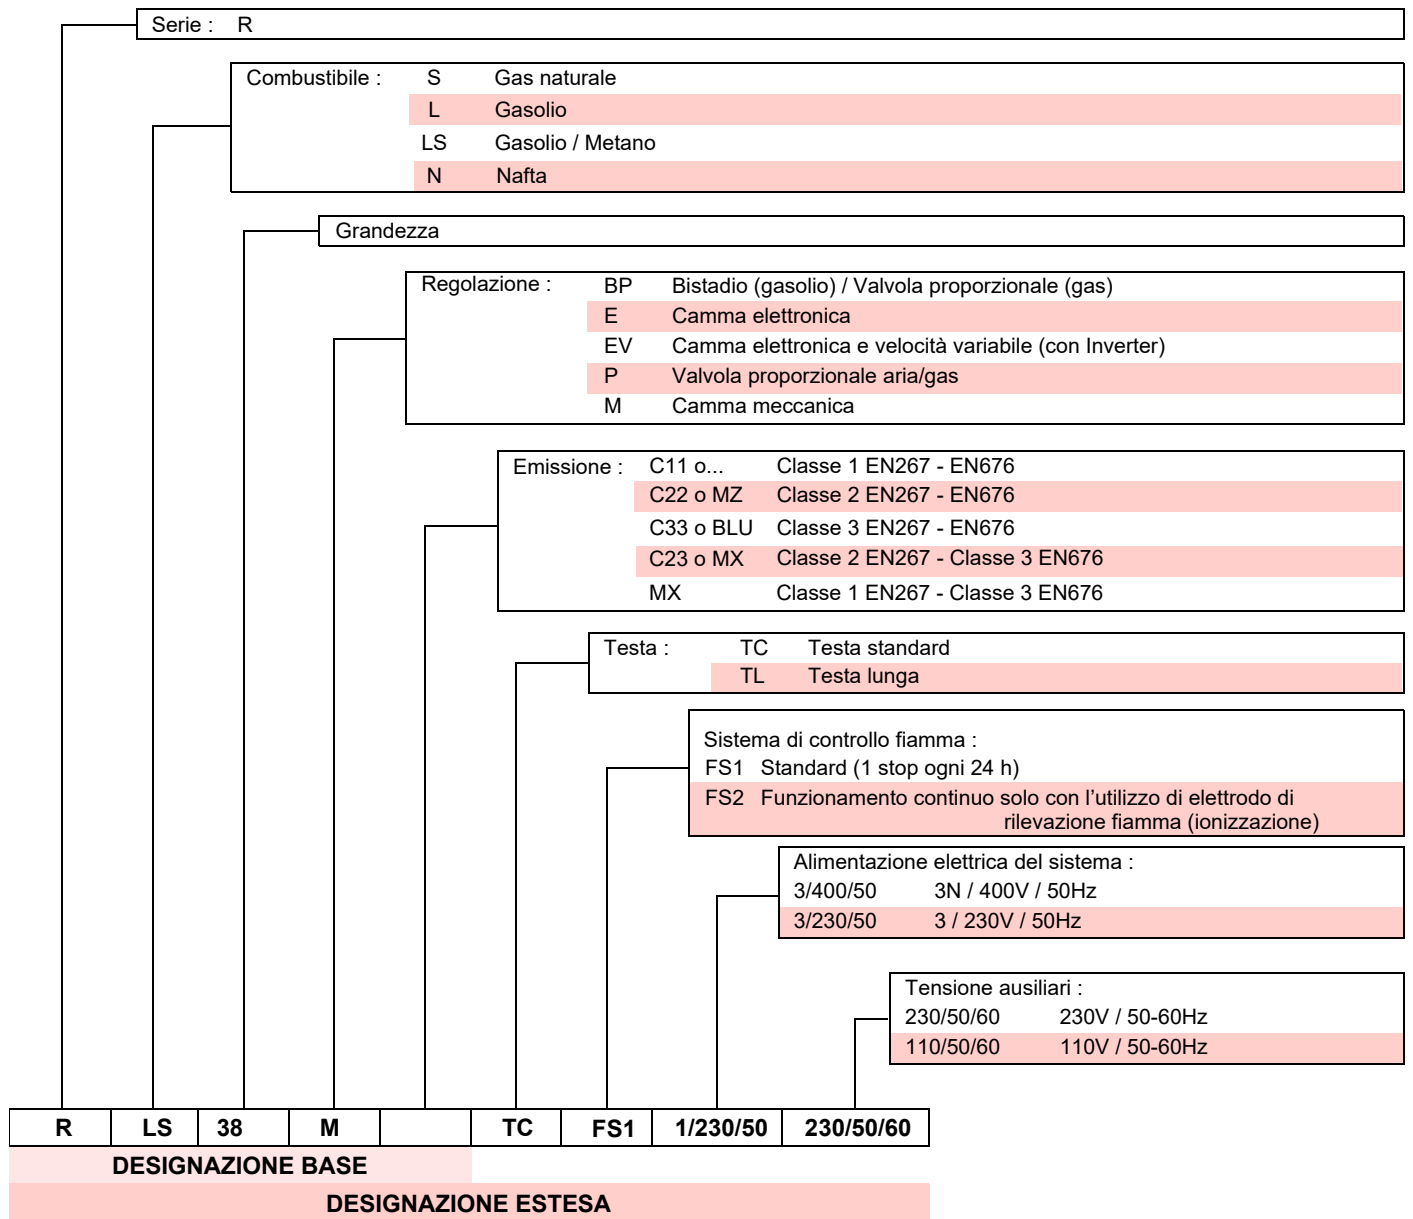 Serie : R
Combustibile : S Gas naturale
L Gasolio
LS Gasolio / Metano
N Nafta
Grandezza
Regolazione : BP Bistadio (gasolio) / Valvola proporzionale (gas)
E Camma elettronica
EV Camma elettronica e velocità variabile (con Inverter)
P Valvola proporzionale aria/gas
M Camma meccanica
Emissione : C11 o... Classe 1 EN267 - EN676
C22 o MZ Classe 2 EN267 - EN676
C33 o BLU Classe 3 EN267 - EN676
C23 o MX Classe 2 EN267 - Classe 3 EN676
MX Classe 1 EN267 - Classe 3 EN676
Testa : TC Testa standard
TL Testa lunga
Sistema di controllo fiamma :
FS1 Standard (1 stop ogni 24 h)
FS2 Funzionamento continuo solo con l’utilizzo di elettrodo di
rilevazione fiamma (ionizzazione)
Alimentazione elettrica del sistema :
3/400/50 3N / 400V / 50Hz
3/230/50 3 / 230V / 50Hz
Tensione ausiliari :
230/50/60 230V / 50-60Hz
110/50/60 110V / 50-60Hz
R LS 38 M TC FS1 1/230/50 230/50/60
DESIGNAZIONE BASE
DESIGNAZIONE ESTESA